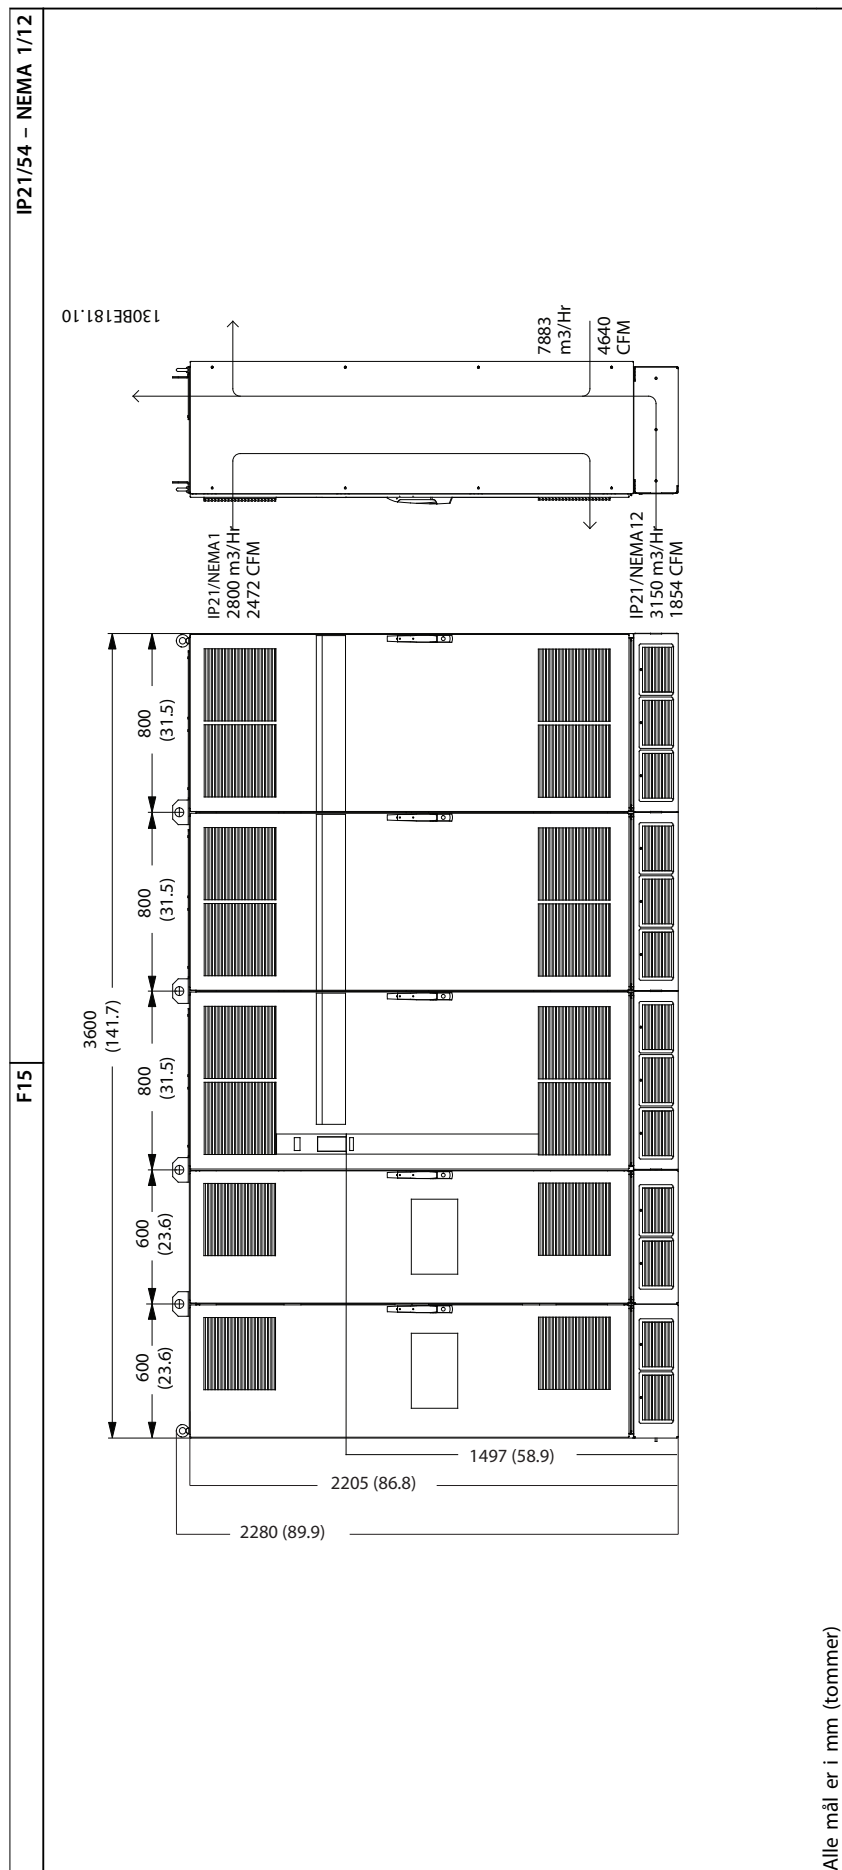 F15
IP21/54 – NEMA 1/12
130BE181.10
3600
(141.7)
600
(23.6)
600
(23.6)
800
(31.5)
800
(31.5)
800
(31.5)
IP21/NEMA1
2800 m3/Hr
2472 CFM
7883
m3/Hr
4640
CFM
IP21/NEMA12
3150 m3/Hr
1854 CFM
1497 (58.9)
2205 (86.8)
2280 (89.9)
Alle mål er i mm (tommer)